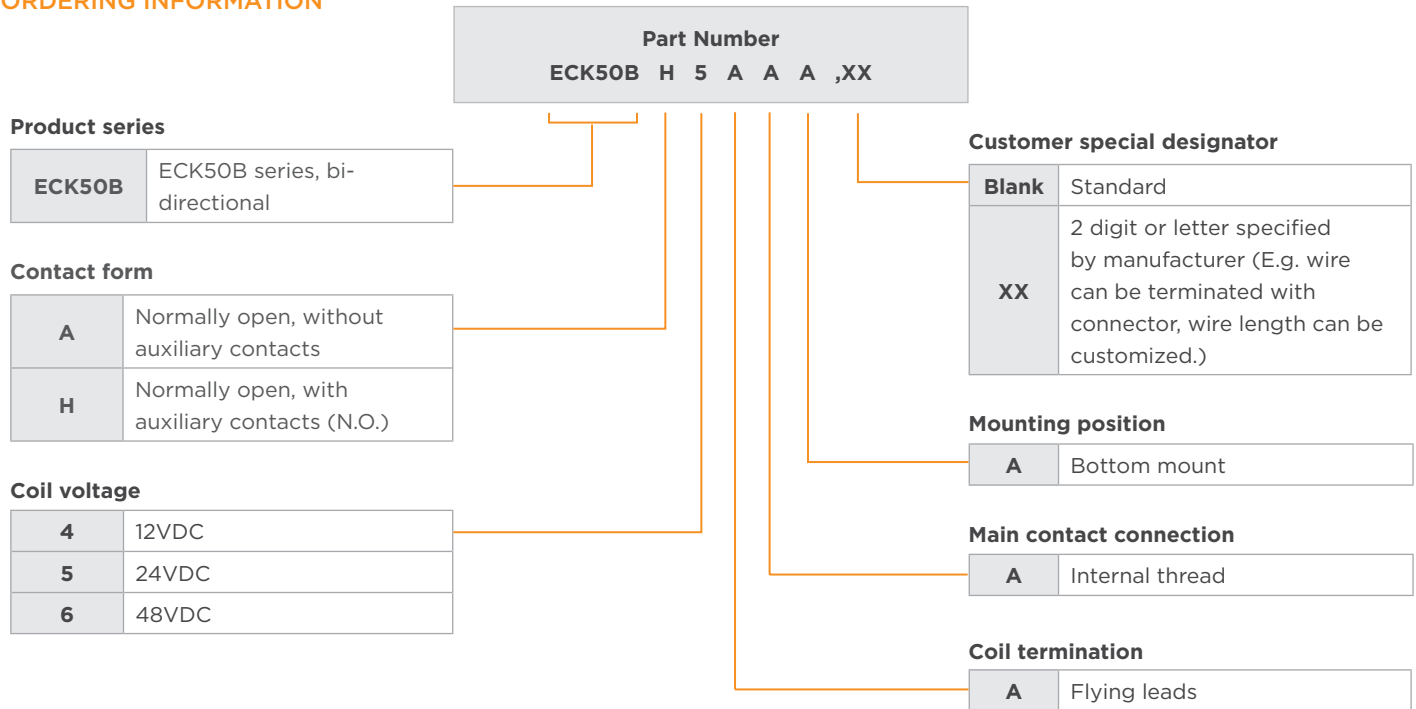 ORDERING INFORMATION
Part Number
ECK50B H 5 A A A ,XX
Product series
ECK50B
ECK50B series, bi-
directional
Contact form
A
Normally open, without
auxiliary contacts
H
Normally open, with
auxiliary contacts (N.O.)
Coil voltage
4 12VDC
5 24VDC
6 48VDC
Customer special designator
Blank Standard
XX
2 digit or letter specified
by manufacturer (E.g. wire
can be terminated with
connector, wire length can be
customized.)
Mounting position
A Bottom mount
Main contact connection
A Internal thread
Coil termination
A Flying leads